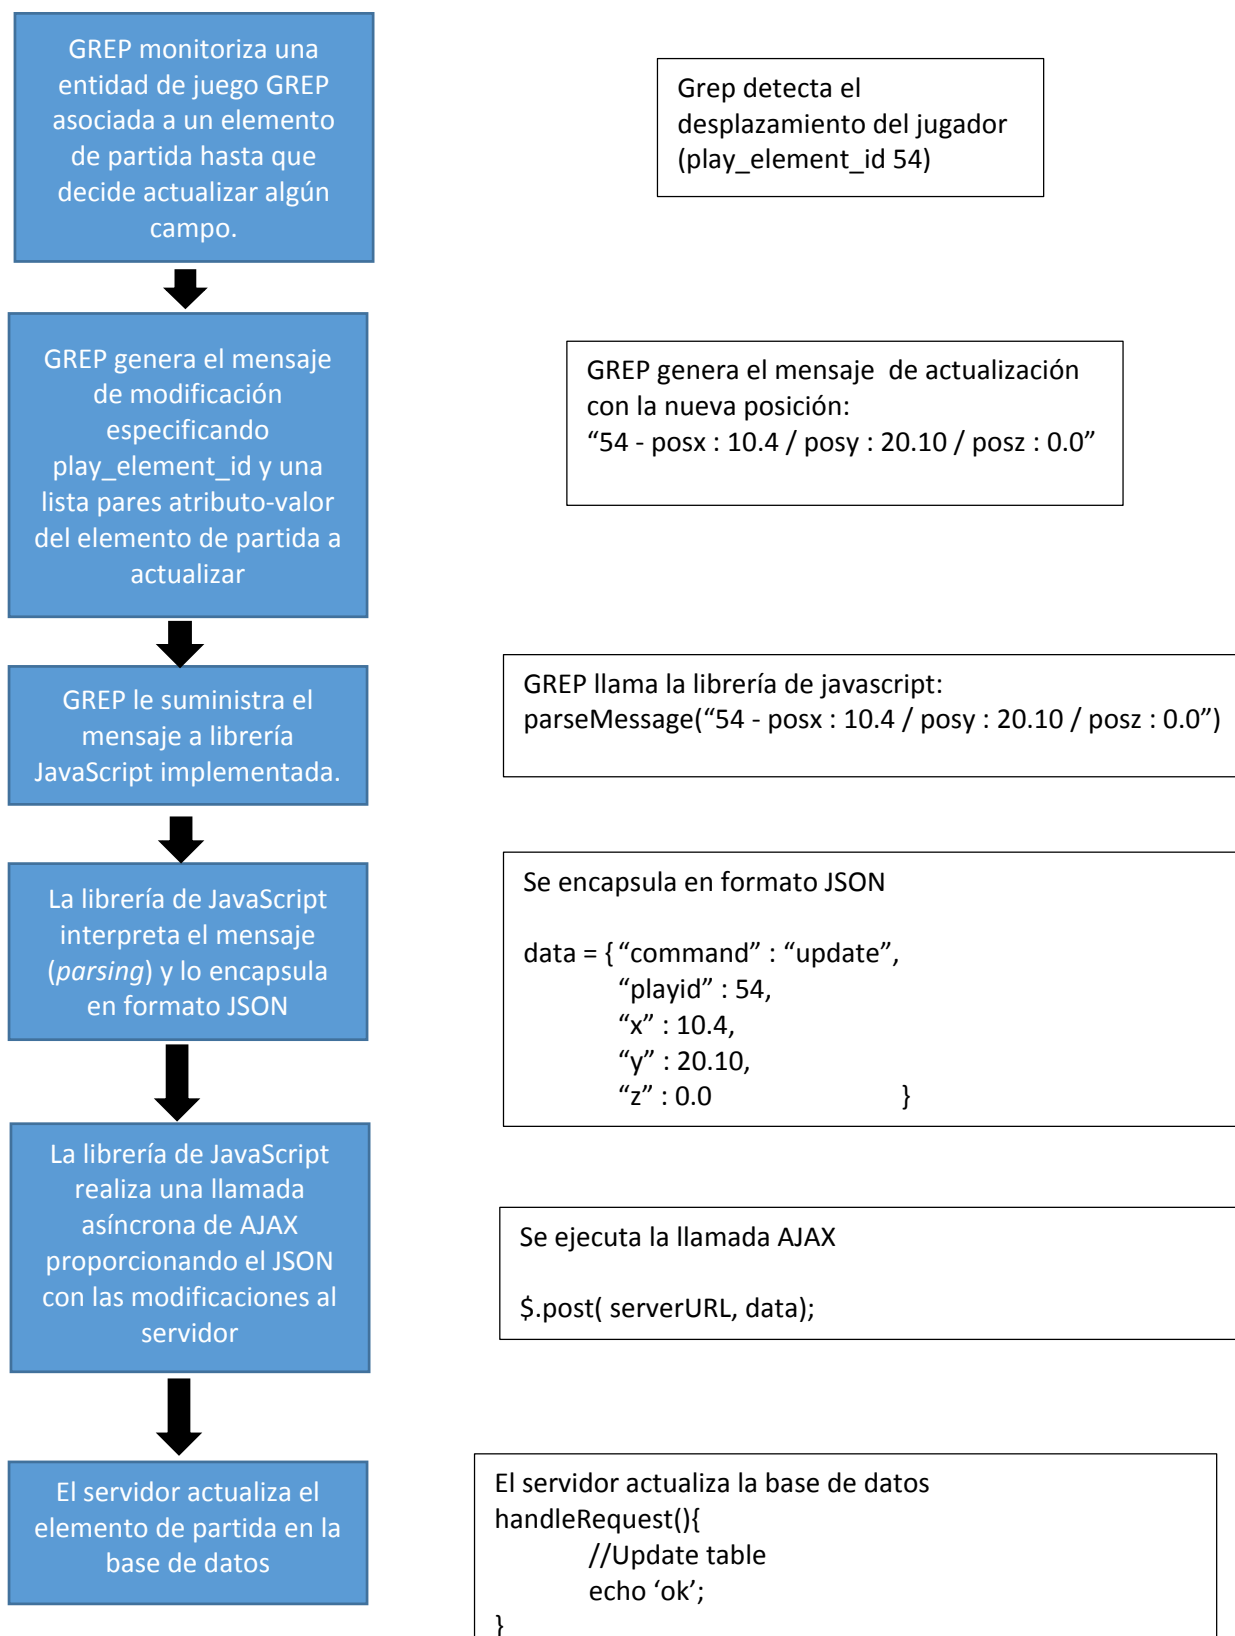 GREP monitoriza una
entidad de juego GREP
asociada a un elemento
de partida hasta que
decide actualizar algún
campo.
Grep detecta el
desplazamiento del jugador
(play_element_id 54)
GREP genera el mensaje
de modificación
especificando
play_element_id y una
lista pares atributo-valor
del elemento de partida a
actualizar
GREP genera el mensaje  de actualización
con la nueva posición:
“54 - posx : 10.4 / posy : 20.10 / posz : 0.0”
GREP le suministra el
mensaje a librería
JavaScript implementada.
GREP llama la librería de javascript:
parseMessage(“54 - posx : 10.4 / posy : 20.10 / posz : 0.0”)
La librería de JavaScript
interpreta el mensaje
(parsing) y lo encapsula
en formato JSON
Se encapsula en formato JSON
data = { “command” : “update”,
“playid” : 54,
“x” : 10.4,
“y” : 20.10,
“z” : 0.0 }
La librería de JavaScript
realiza una llamada
asíncrona de AJAX
proporcionando el JSON
con las modificaciones al
servidor
Se ejecuta la llamada AJAX
$.post( serverURL, data);
El servidor actualiza el
elemento de partida en la
base de datos
El servidor actualiza la base de datos
handleRequest(){
//Update table
echo ‘ok’;
}